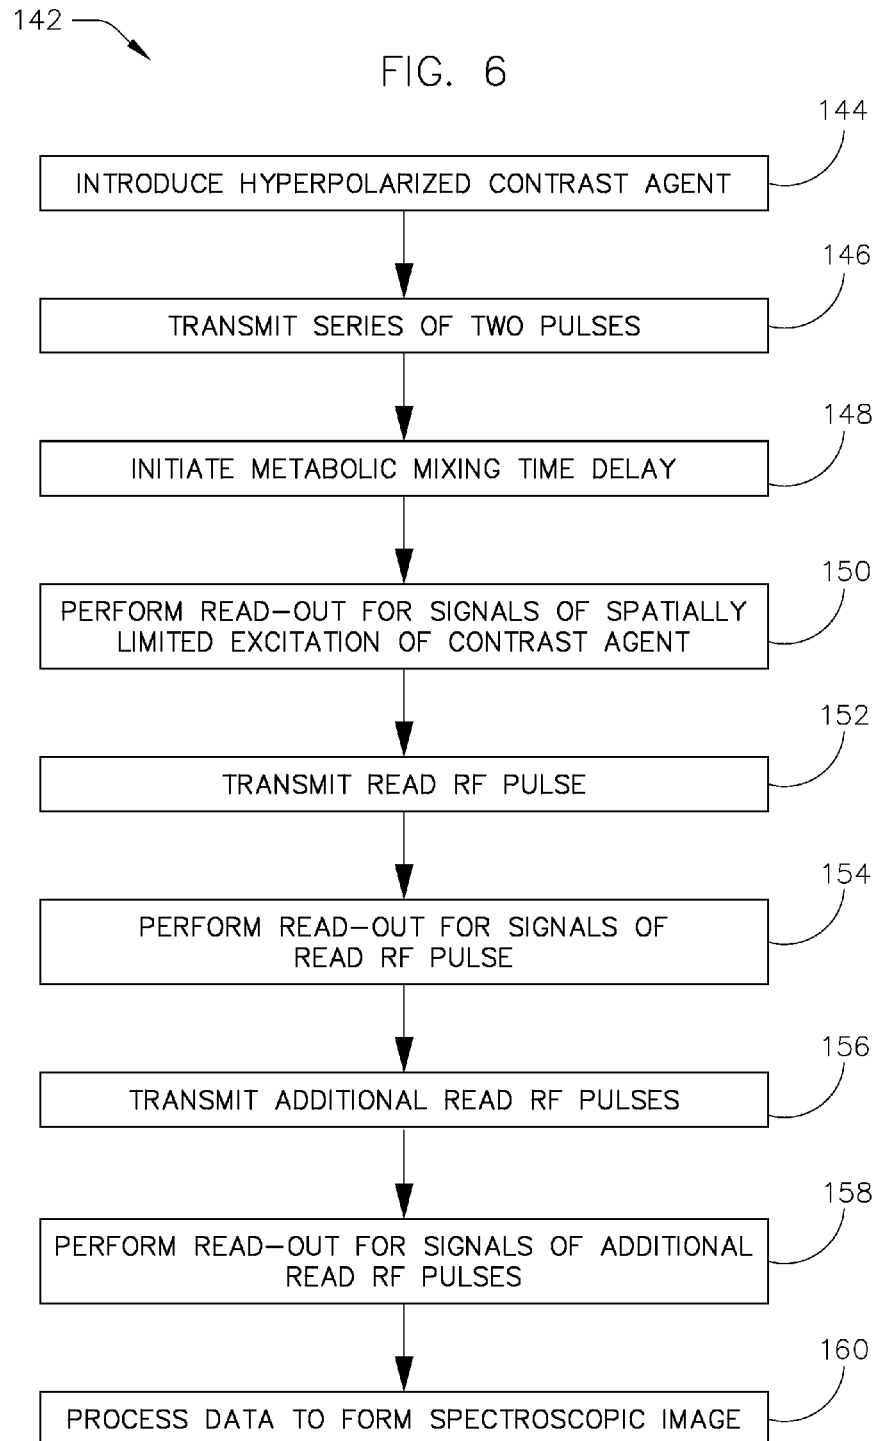 142
FIG. 6
144
INTRODUCE HYPERPOLARIZED CONTRAST AGENT
146
TRANSMIT SERIES OF TWO PULSES
148
INITIATE METABOLIC MIXING TIME DELAY
150
PERFORM READ-OUT FOR SIGNALS OF SPATIALLY
LIMITED EXCITATION OF CONTRAST AGENT
152
TRANSMIT READ RF PULSE
154
PERFORM READ-OUT FOR SIGNALS OF
READ RF PULSE
156
TRANSMIT ADDITIONAL READ RF PULSES
158
PERFORM READ-OUT FOR SIGNALS OF ADDITIONAL
READ RF PULSES
160
PROCESS DATA TO FORM SPECTROSCOPIC IMAGE